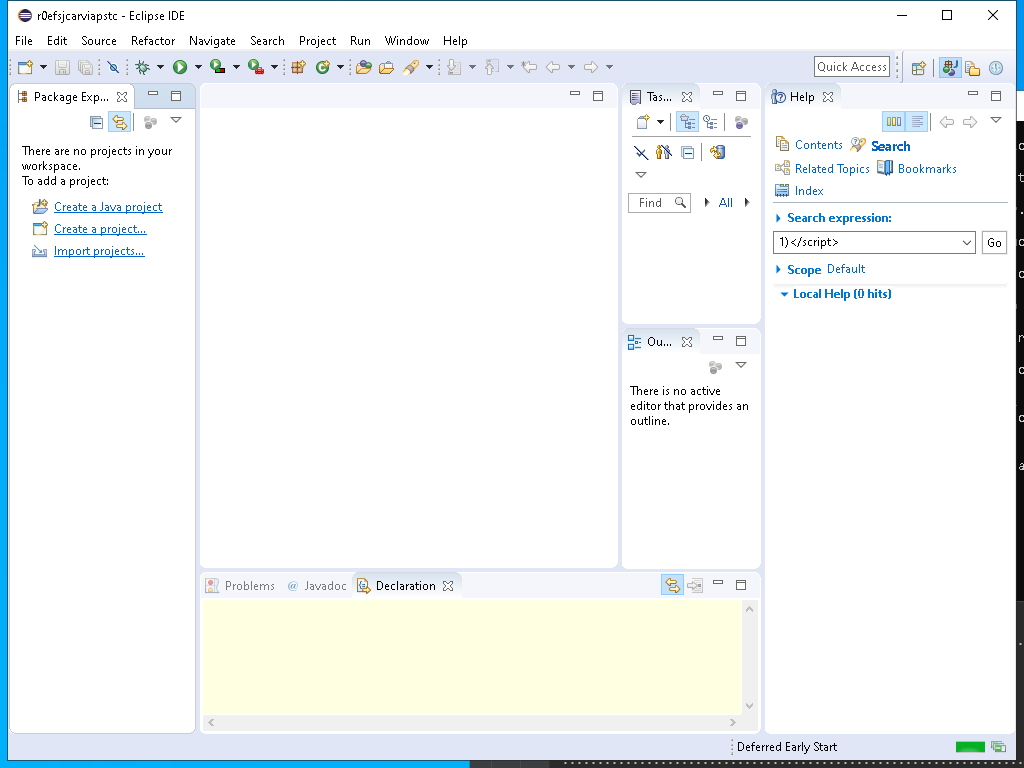 r0efsjcarviapstc - Eclipse IDE
File Edit Source Refactor Navigate Search Project Run Window Help
Quick Access
Package Exp...
There are no projects in your
workspace.
To add a project:
Create a Java project
Create a project...
Import projects...
Tas...
Find
All
Ou...
There is no active
editor that provides an
outline.
Help
Contents Search
Related Topics Bookmarks
Index
Search expression:
1)</script>
Go
Scope Default
Local Help (0 hits)
Problems @ Javadoc Declaration
Deferred Early Start